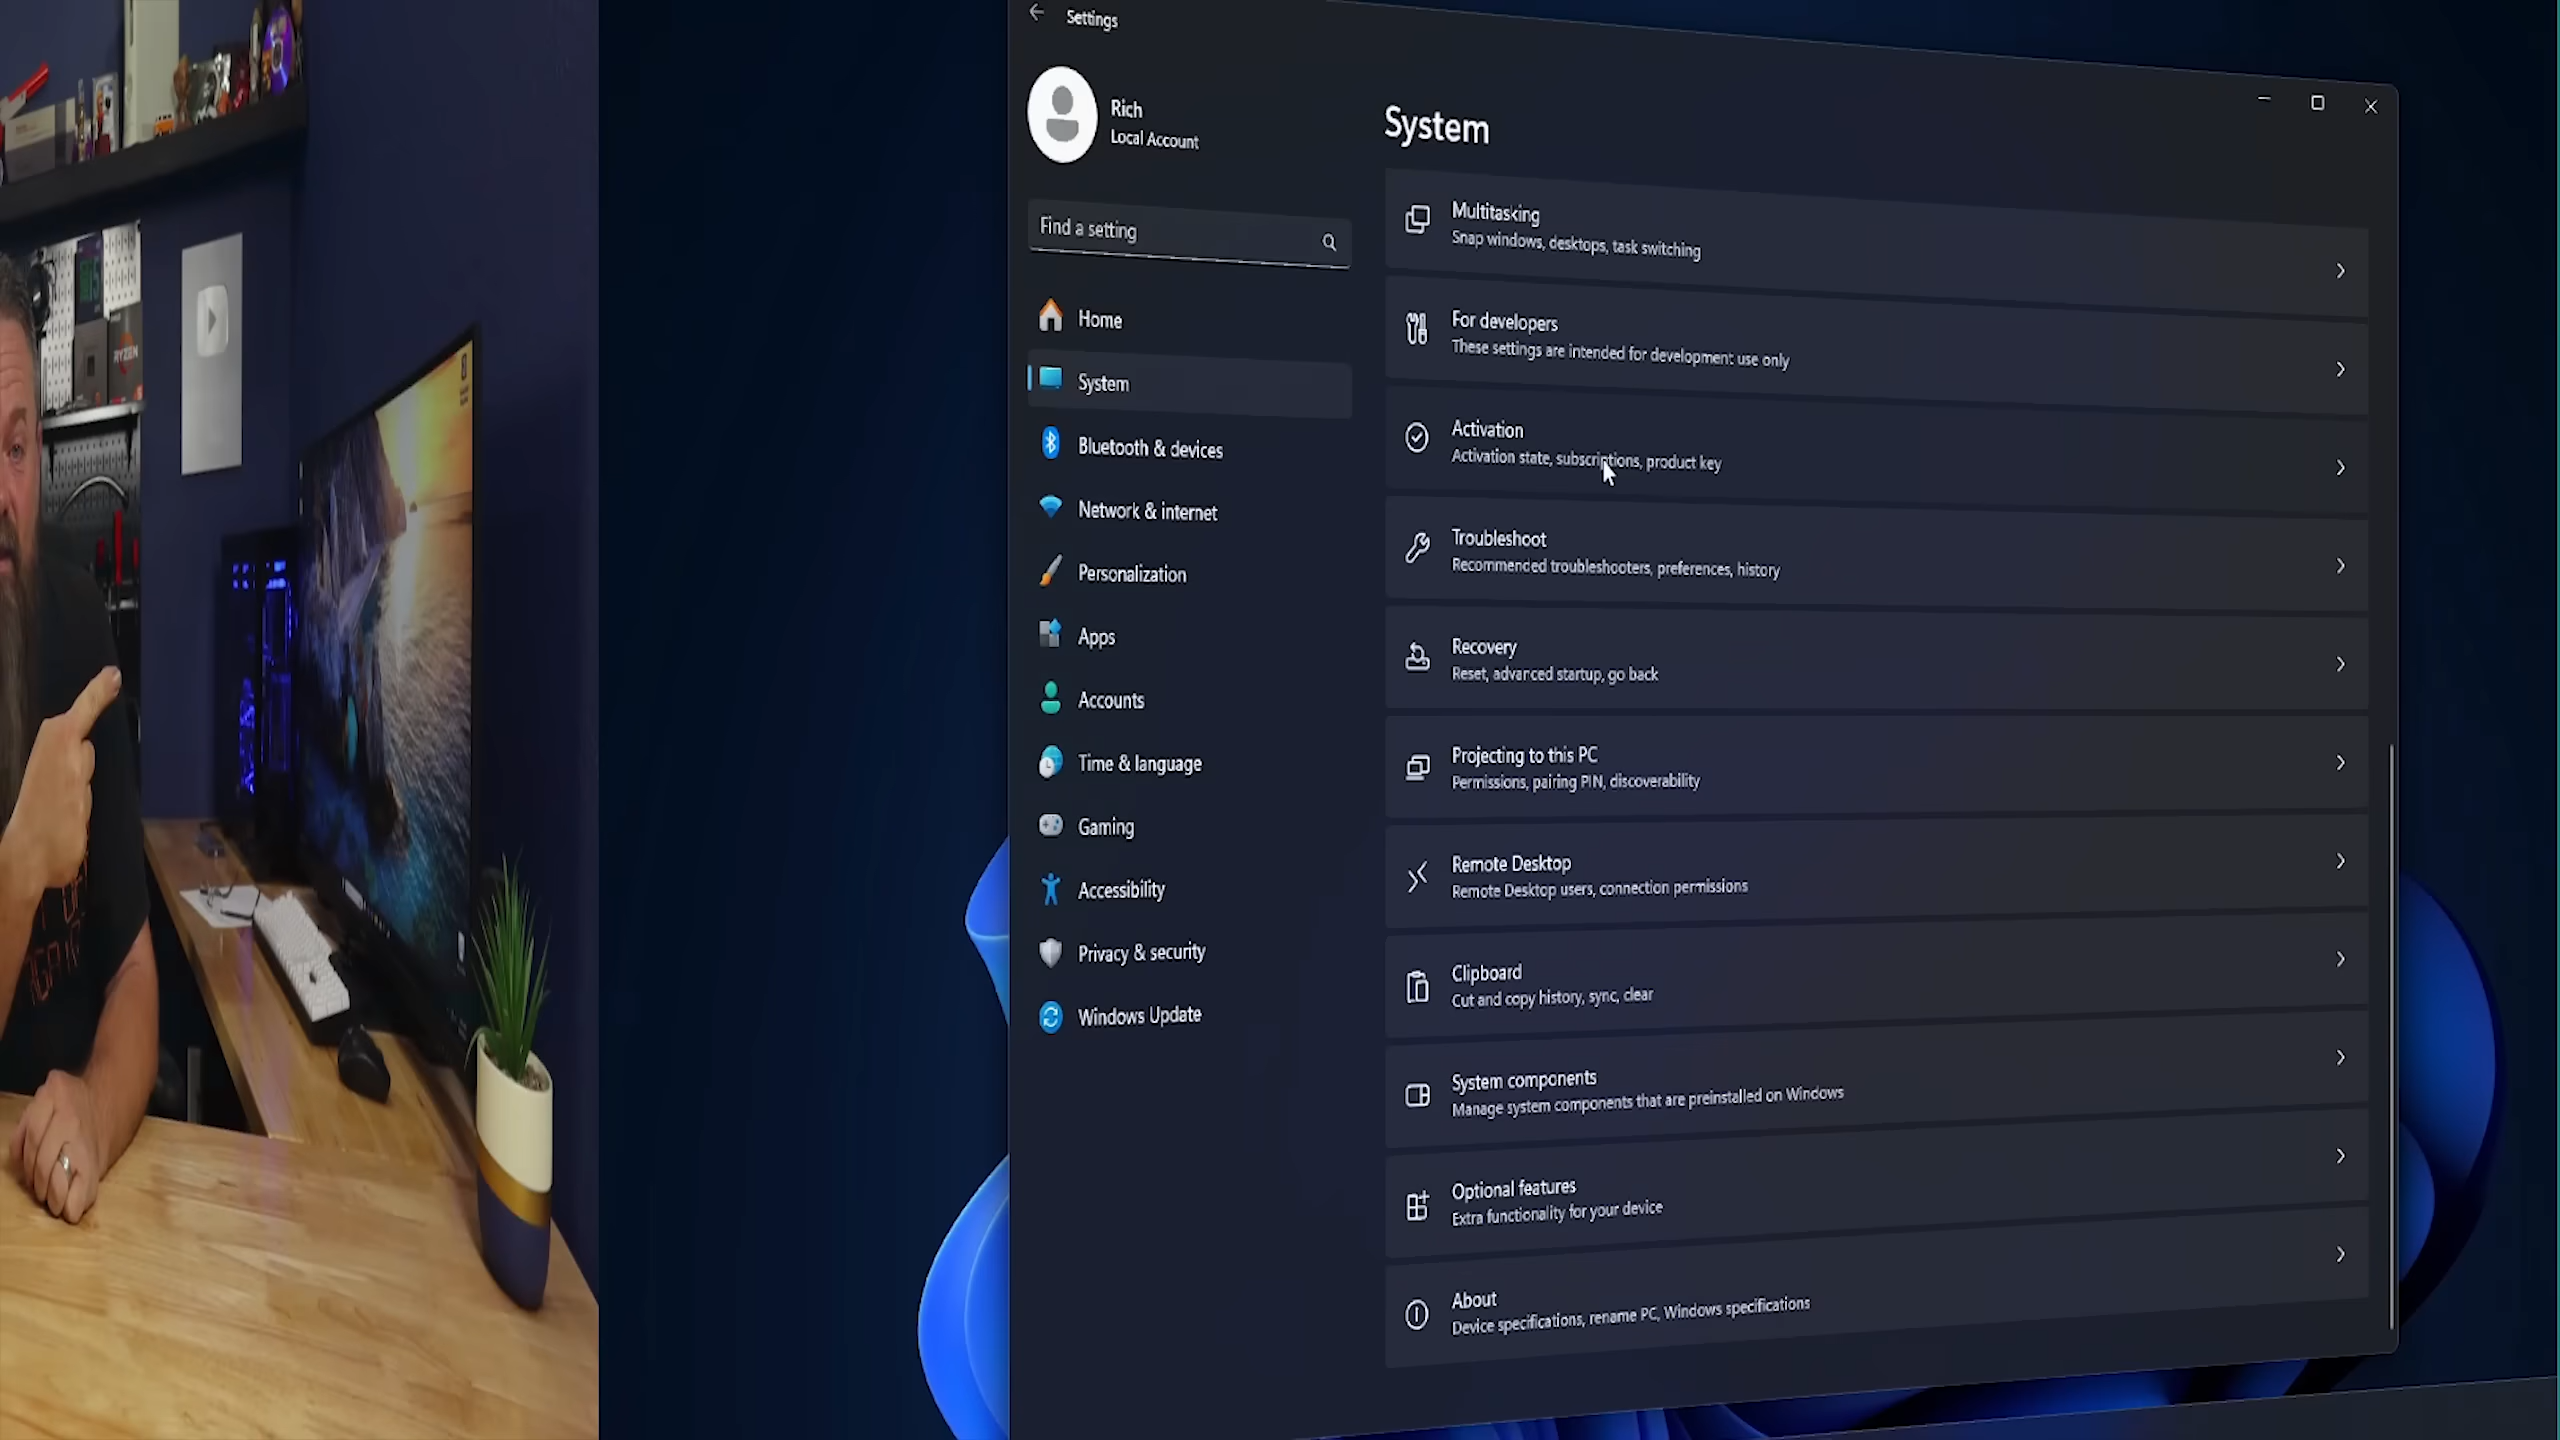 Settings
Rich
Local Account
Find a setting
Home
System
Bluetooth & devices
Network & internet
Personalization
Apps
Accounts
Time & language
Gaming
Accessibility
Privacy & security
Windows Update
System
Multitasking
Snap windows, desktops, task switching
For developers
These settings are intended for development use only
Activation
Activation state, subscriptions, product key
Troubleshoot
Recommended troubleshooters, preferences, history
Recovery
Reset, advanced startup, go back
Projecting to this PC
Permissions, pairing PIN, discoverability
Remote Desktop
Remote Desktop users, connection permissions
Clipboard
Cut and copy history, sync, clear
System components
Manage system components that are preinstalled on Windows
Optional features
Extra functionality for your device
About
Device specifications, rename PC, Windows specifications
RYZEN